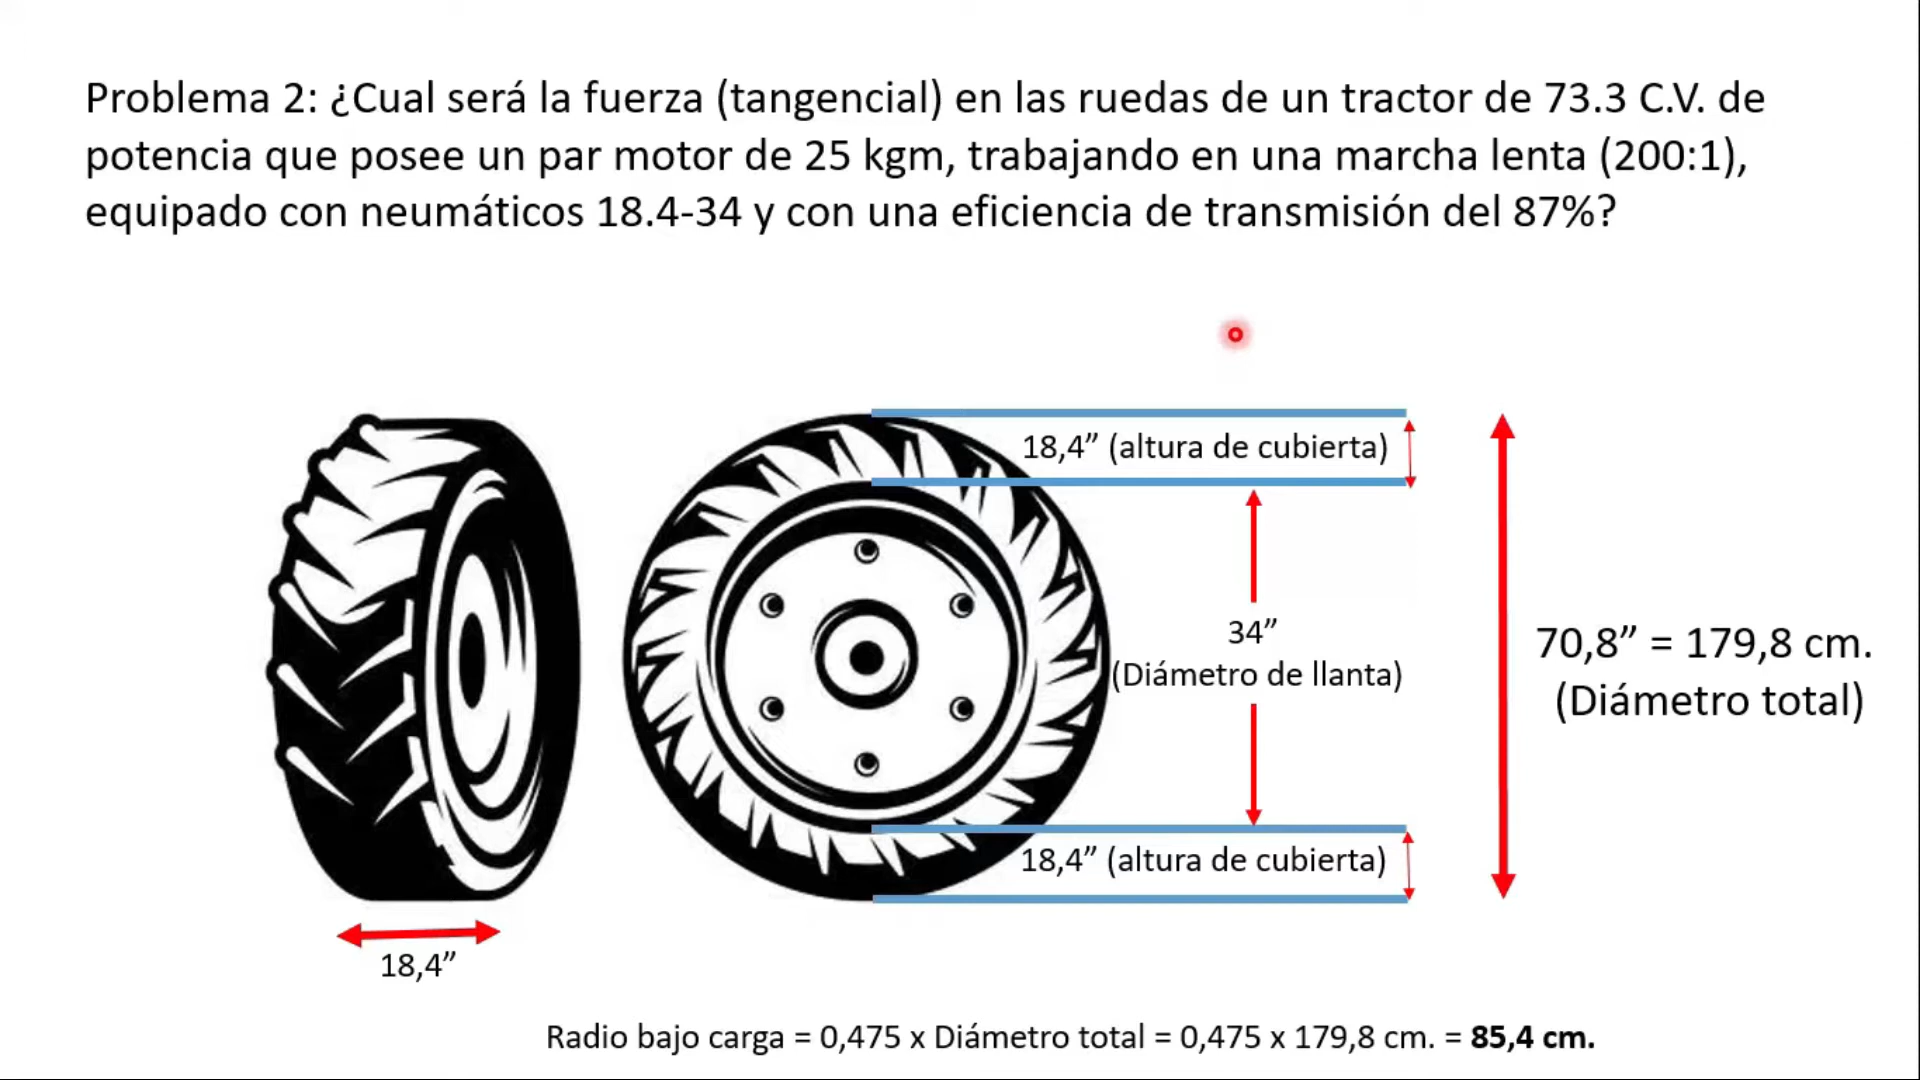 Problema 2: ¿Cual será la fuerza (tangencial) en las ruedas de un tractor de 73.3 C.V. de
potencia que posee un par motor de 25 kgm, trabajando en una marcha lenta (200:1),
equipado con neumáticos 18.4-34 y con una eficiencia de transmisión del 87%?
18,4” (altura de cubierta)
34”
(Diámetro de llanta)
70,8” = 179,8 cm.
(Diámetro total)
18,4” (altura de cubierta)
18,4”
Radio bajo carga = 0,475 x Diámetro total = 0,475 x 179,8 cm. = 85,4 cm.